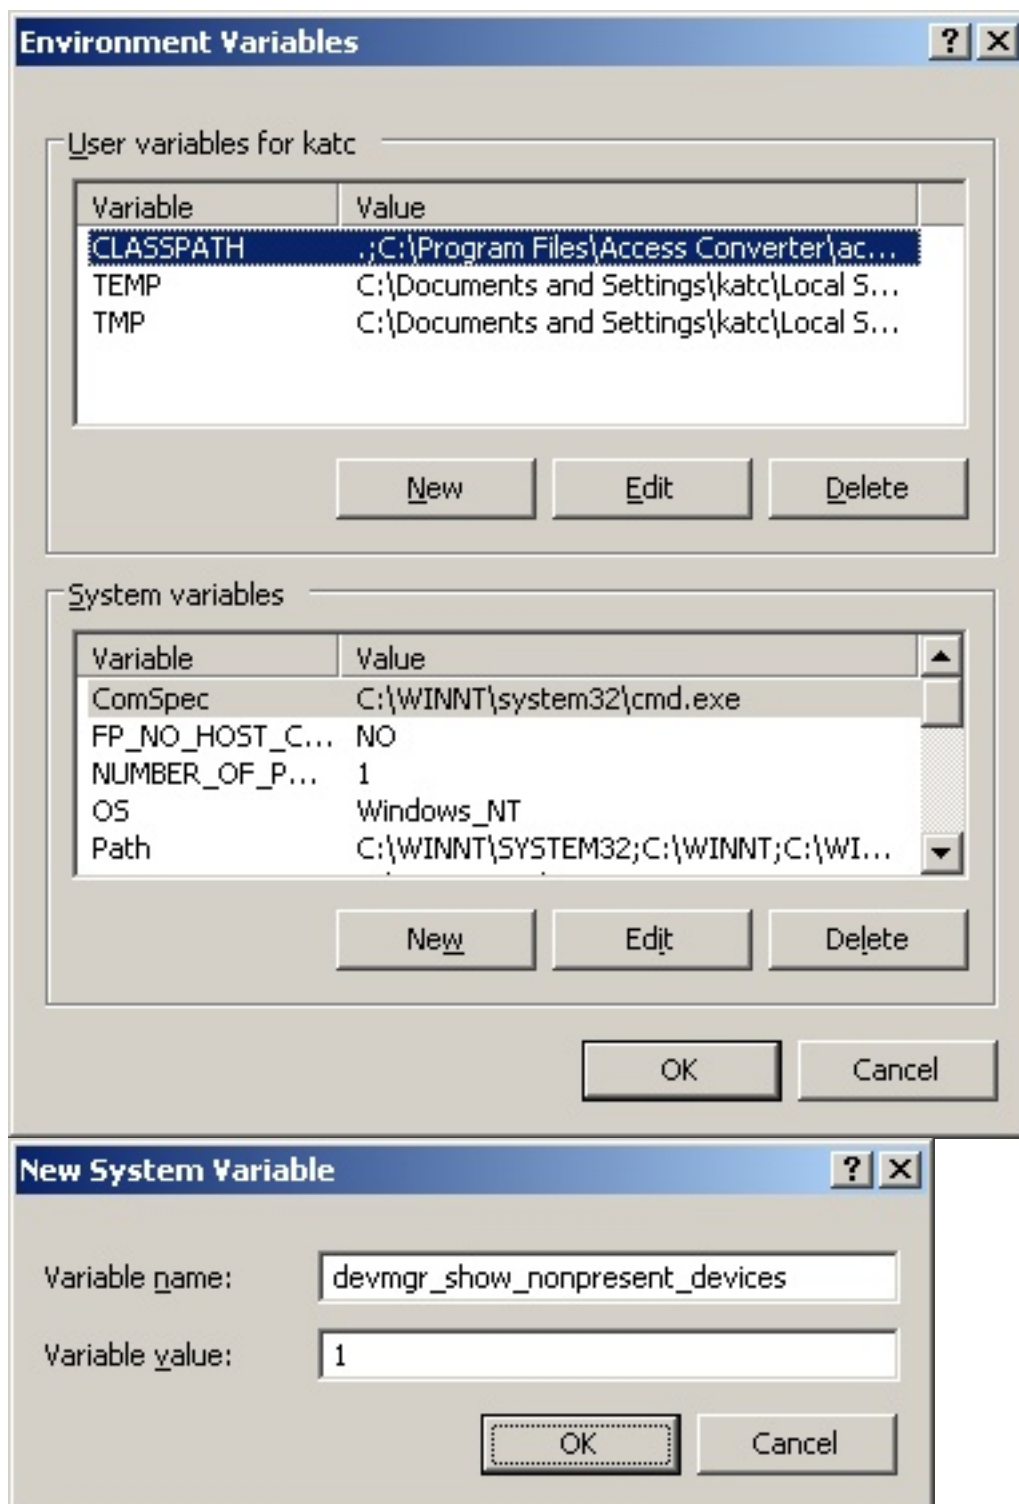 Environment Variables
User variables for katc
Variable Value
CLASSPATH .;C:\Program Files\Access Converter\ac...
TEMP C:\Documents and Settings\katc\Local S...
TMP C:\Documents and Settings\katc\Local S...
New Edit Delete
System variables
Variable Value
ComSpec C:\WINNT\system32\cmd.exe
FP_NO_HOST_C... NO
NUMBER_OF_P... 1
OS Windows_NT
Path C:\WINNT\SYSTEM32;C:\WINNT;C:\WI...
New Edit Delete
OK Cancel
New System Variable
Variable name: devmgr_show_nonpresent_devices
Variable value: 1
OK Cancel